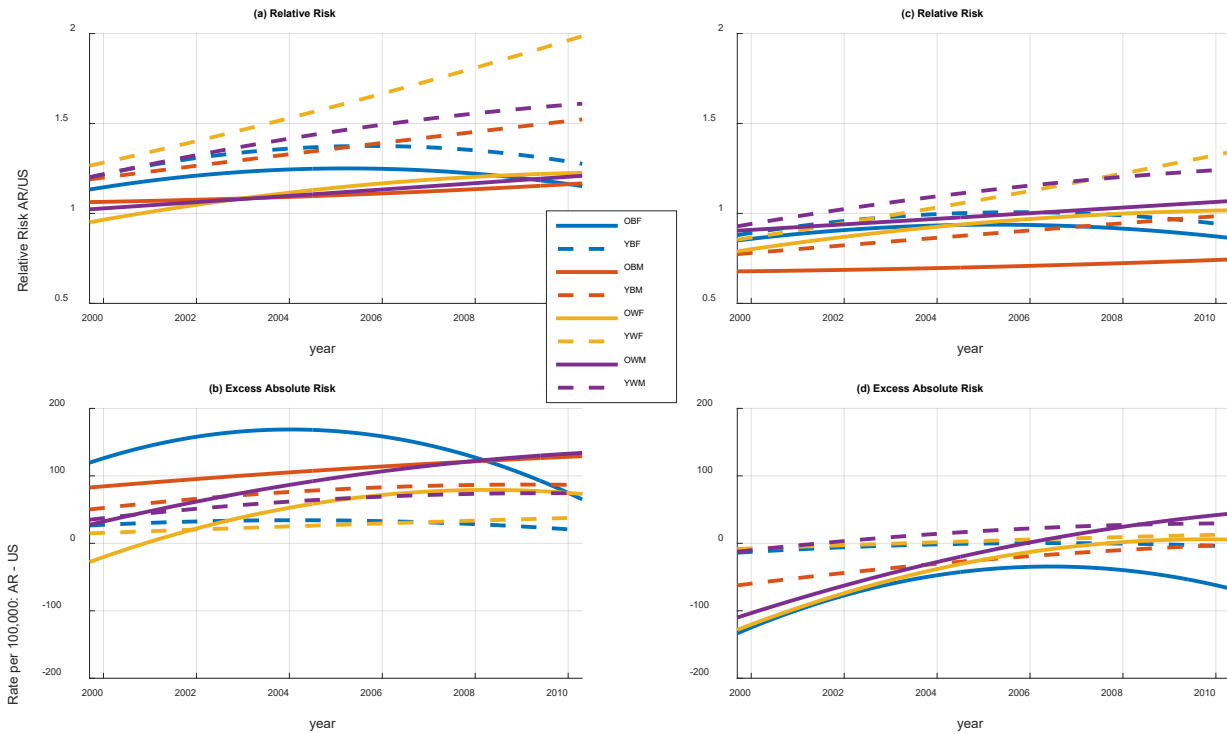 (a) Relative Risk
2
1.5
1
0.5
Relative Risk AR/US
2000 2002 2004 2006 2008
year
(c) Relative Risk
2
1.5
1
0.5
2000 2002 2004 2006 2008 2010
year
OBF
YBF
OBM
YBM
OWF
YWF
OWM
YWM
(b) Excess Absolute Risk
200
100
0
-100
-200
Rate per 100,000: AR - US
2000 2002 2004 2006 2008 2010
year
(d) Excess Absolute Risk
200
100
0
-100
-200
2000 2002 2004 2006 2008 2010
year